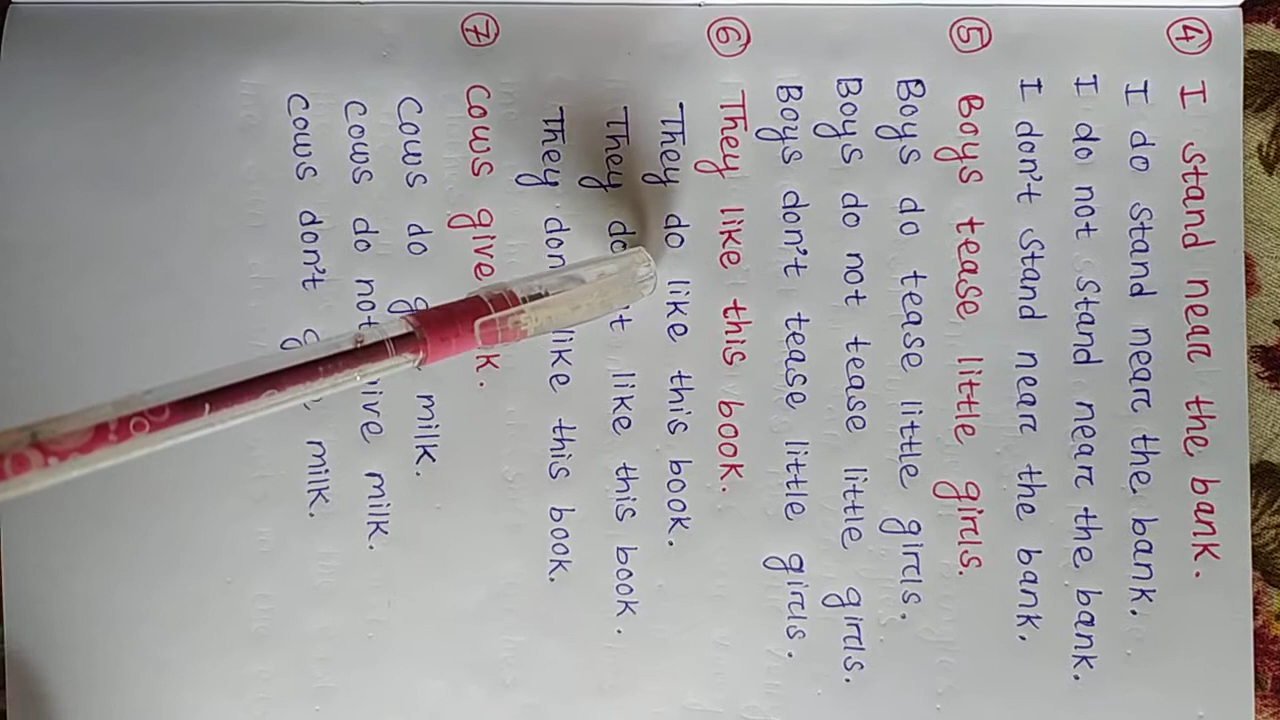 ④ I stand near the bank.
I do stand near the bank.
I do not stand near the bank.
I don't stand near the bank.
⑤ Boys tease little girls.
Boys do tease little girls.
Boys do not tease little girls.
Boys don't tease little girls.
⑥ They like this book.
They do like this book.
They do like this book.
They like this book.
⑦ Cows give
Cows do milk.
Cows do not milk.
Cows don't milk.